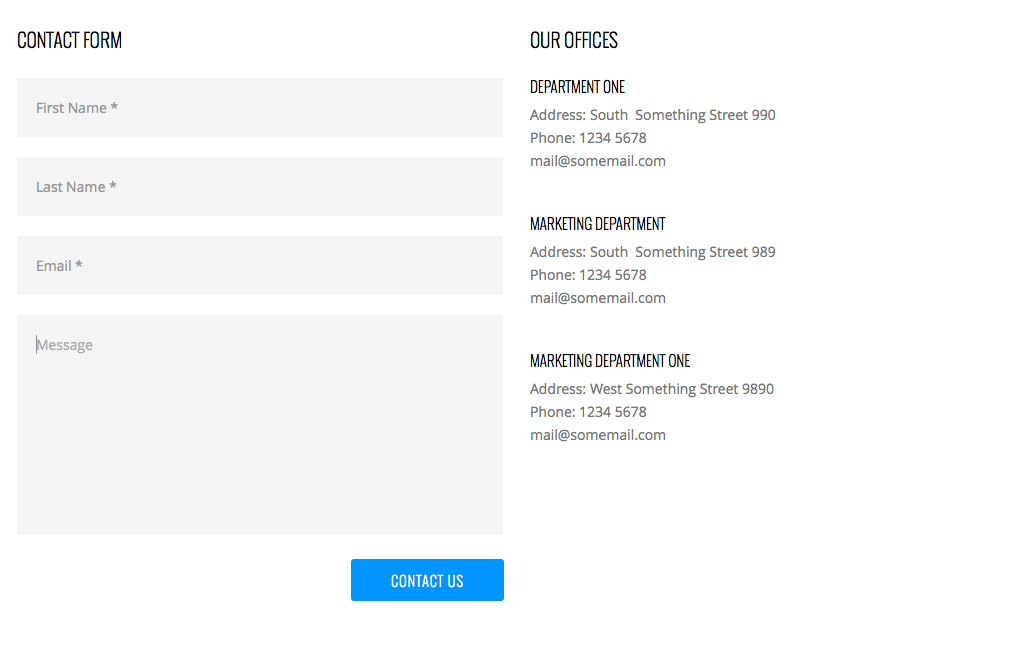 CONTACT FORM
First Name *
Last Name *
Email *
Message
CONTACT US
OUR OFFICES
DEPARTMENT ONE
Address: South  Something Street 990
Phone: 1234 5678
mail@somemail.com
MARKETING DEPARTMENT
Address: South  Something Street 989
Phone: 1234 5678
mail@somemail.com
MARKETING DEPARTMENT ONE
Address: West Something Street 9890
Phone: 1234 5678
mail@somemail.com